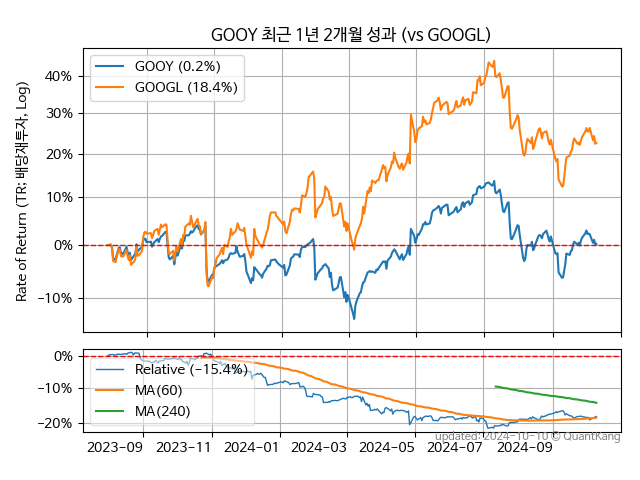 GOOY 최근 1년 2개월 성과 (vs GOOGL)
Rate of Return (TR: 배당재투자, Log)
GOOY (0.2%)
GOOGL (18.4%)
40%
30%
20%
10%
0%
−10%
0%
−10%
−20%
Relative (−15.4%)
MA(60)
MA(240)
updated: 2024-10-10 © QuantKang
2023-09 2023-11 2024-01 2024-03 2024-05 2024-07 2024-09